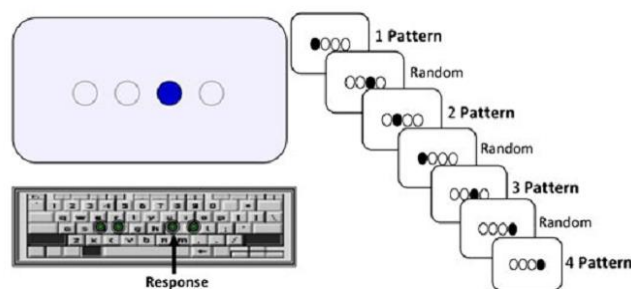 1 Pattern
Random
2 Pattern
Random
3 Pattern
Random
4 Pattern
Response